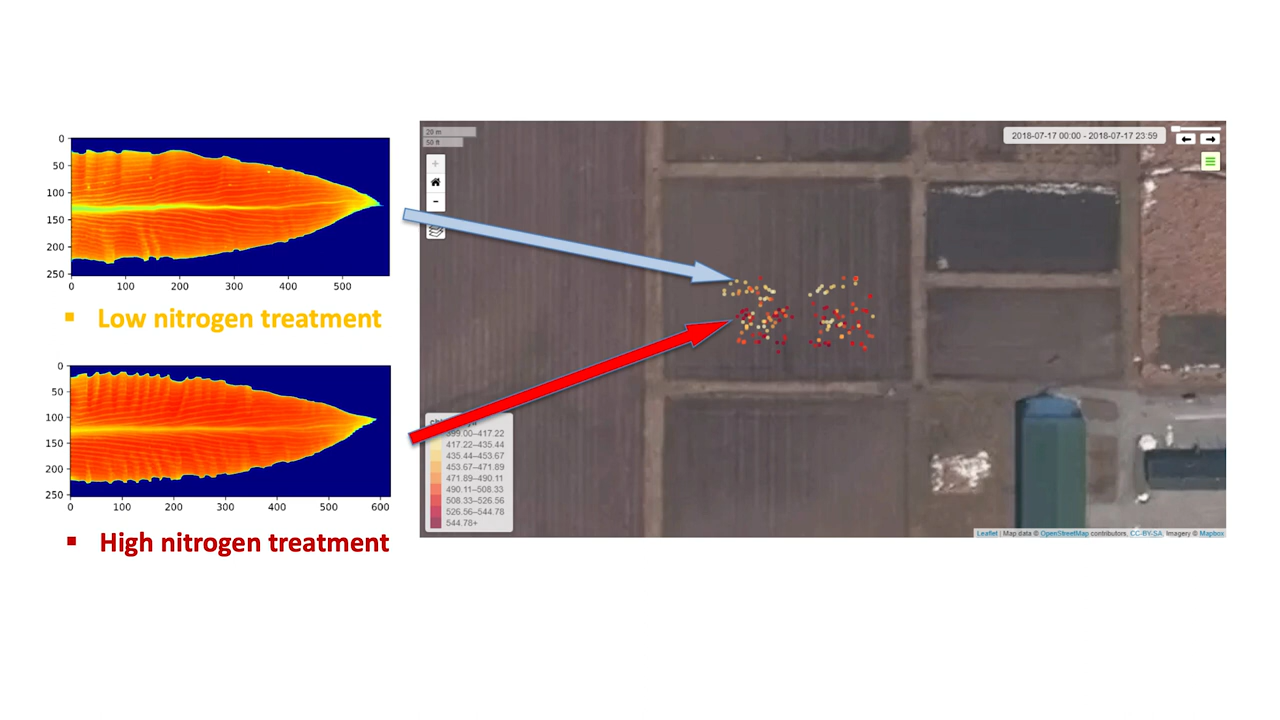 0
50
100
150
200
250
0 100 200 300 400 500
▪ Low nitrogen treatment
0
50
100
150
200
250
0 100 200 300 400 500 600
▪ High nitrogen treatment
20 m
50 ft
+
-
2018-07-17 00:00 - 2018-07-17 23:59
399.00–417.22
417.22–435.44
435.44–453.67
453.67–471.89
471.89–490.11
490.11–508.33
508.33–526.56
526.56–544.78
544.78+
Leaflet | Map data © OpenStreetMap contributors, CC-BY-SA, Imagery © Mapbox